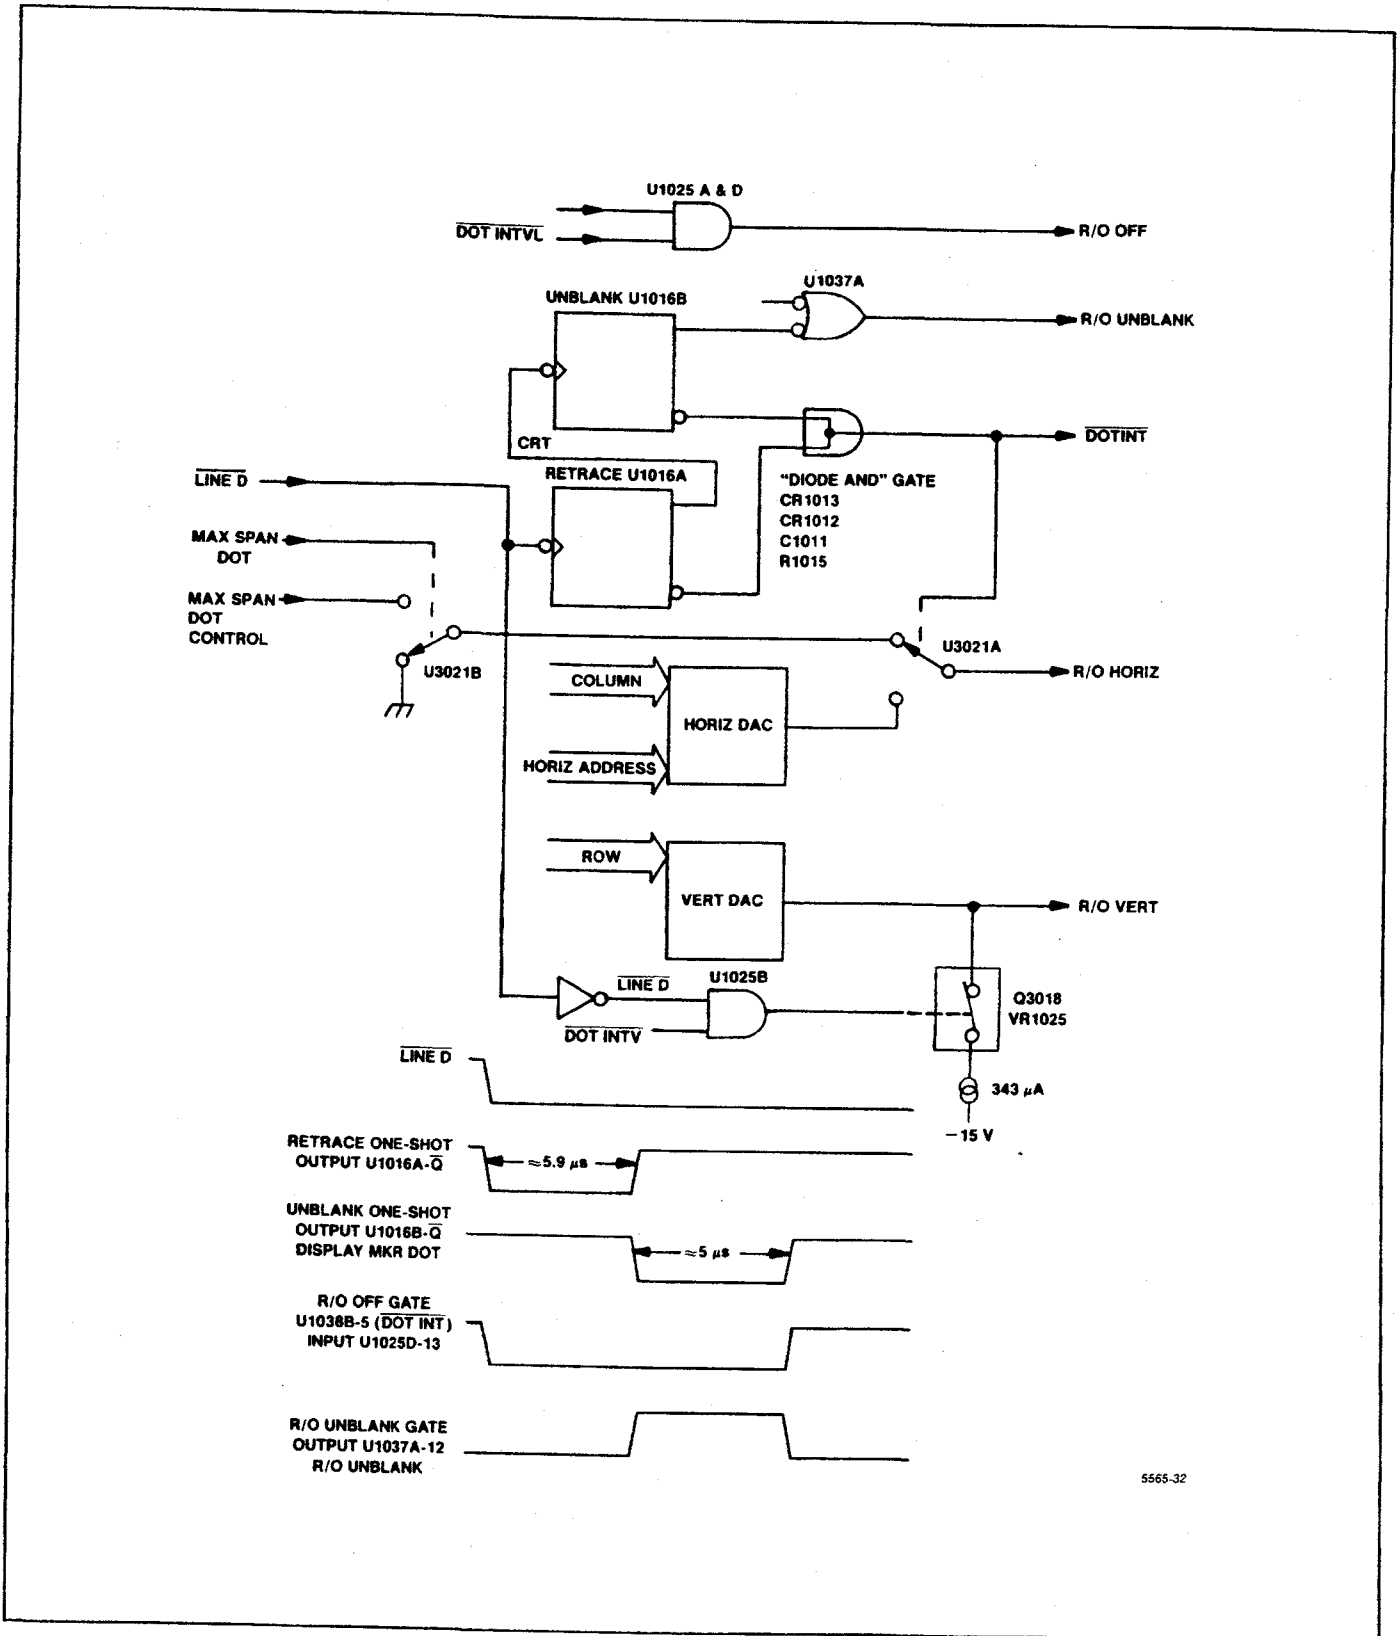 U1025 A & D
DOT INTVL
R/O OFF
U1037A
UNBLANK U1016B
R/O UNBLANK
CRT
DOTINT
LINE D
RETRACE U1016A
"DIODE AND" GATE
CR1013
CR1012
C1011
R1015
MAX SPAN
DOT
MAX SPAN
DOT
CONTROL
U3021B
U3021A
R/O HORIZ
COLUMN
HORIZ DAC
HORIZ ADDRESS
ROW
VERT DAC
R/O VERT
LINE D
U1025B
DOT INTV
Q3018
VR1025
343 μA
−15 V
LINE D
RETRACE ONE-SHOT
OUTPUT U1016A-Q̅
≈5.9 μs
UNBLANK ONE-SHOT
OUTPUT U1016B-Q̅
DISPLAY MKR DOT
≈5 μs
R/O OFF GATE
U1036B-5 (DOT INT)
INPUT U1025D-13
R/O UNBLANK GATE
OUTPUT U1037A-12
R/O UNBLANK
5565-32